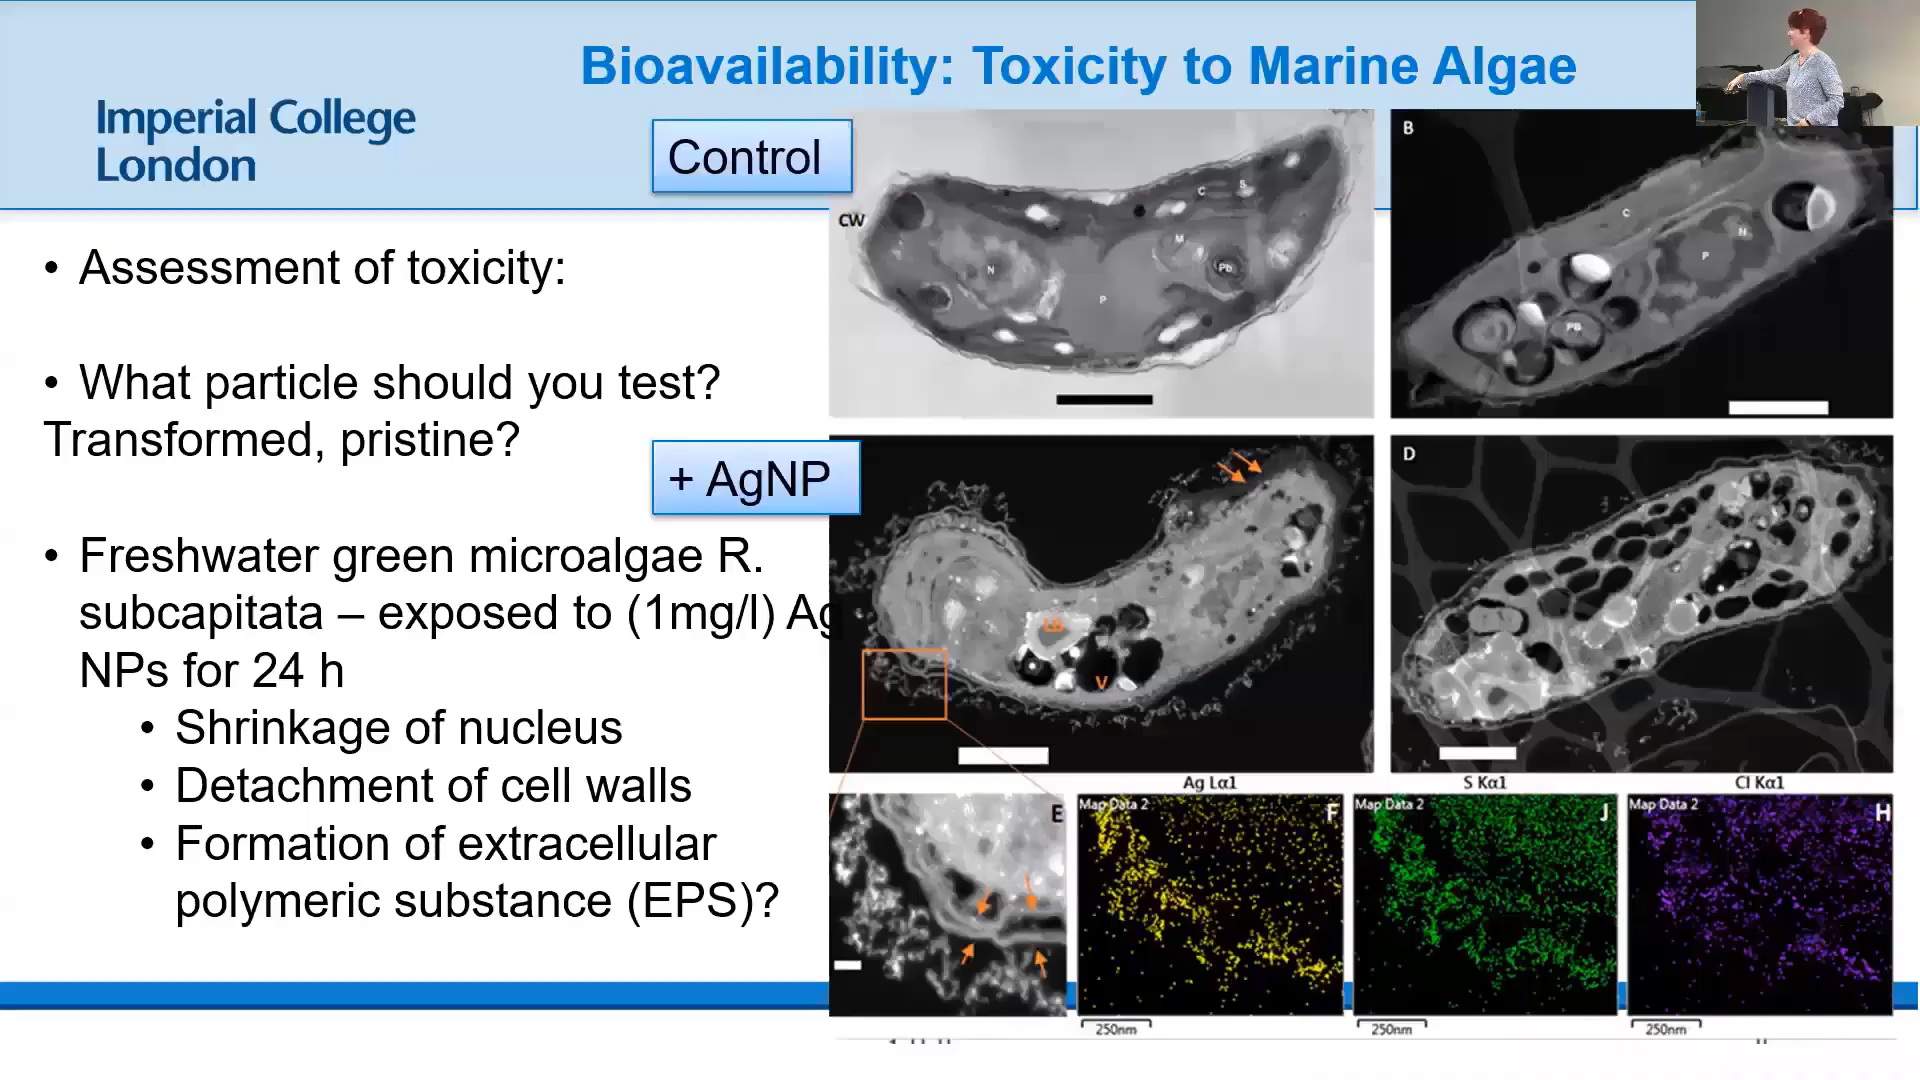 Bioavailability: Toxicity to Marine Algae
Imperial College
London
Control
• Assessment of toxicity:
• What particle should you test?
Transformed, pristine?
+ AgNP
• Freshwater green microalgae R.
subcapitata – exposed to (1mg/l) Ag
NPs for 24 h
• Shrinkage of nucleus
• Detachment of cell walls
• Formation of extracellular
polymeric substance (EPS)?
CW
N
P
M
Pb
C
S
B
C
N
P
PB
LB
V
D
Ag Lα1
S Kα1
Cl Kα1
E
Map Data 2
F
Map Data 2
J
Map Data 2
H
250nm
250nm
250nm